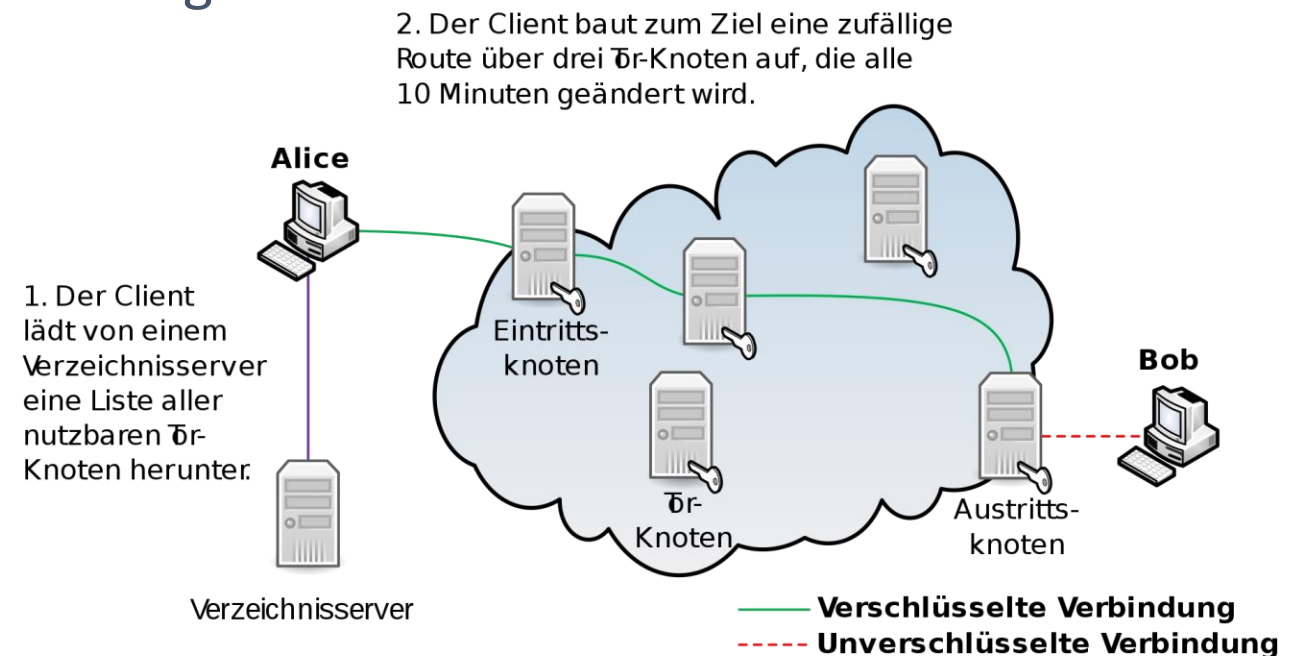 2. Der Client baut zum Ziel eine zufällige
Route über drei Tor-Knoten auf, die alle
10 Minuten geändert wird.
Alice
1. Der Client
lädt von einem
Verzeichnisserver
eine Liste aller
nutzbaren Tor-
Knoten herunter.
Eintritts-
knoten
Bob
Tor-
Knoten
Austritts-
knoten
Verzeichnisserver
Verschlüsselte Verbindung
Unverschlüsselte Verbindung